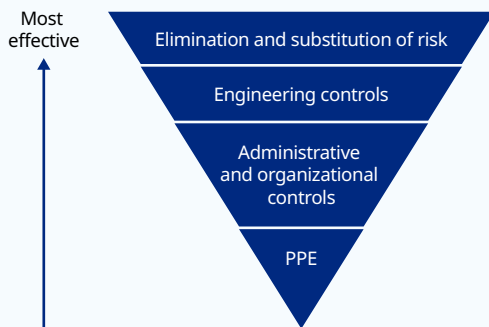 Most
effective
Elimination and substitution of risk
Engineering controls
Administrative
and organizational
controls
PPE